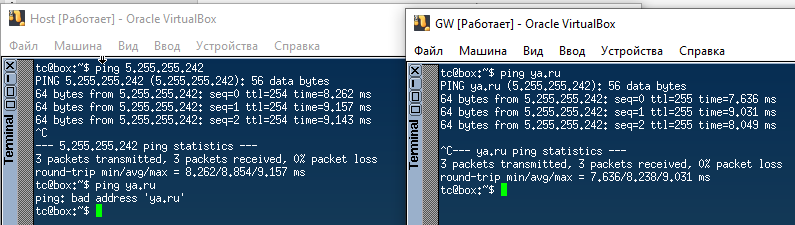 Host [Работает] - Oracle VirtualBox
Файл Машина Вид Ввод Устройства Справка
Terminal
tc@box:~$ ping 5.255.255.242
PING 5.255.255.242 (5.255.255.242): 56 data bytes
64 bytes from 5.255.255.242: seq=0 ttl=254 time=8.262 ms
64 bytes from 5.255.255.242: seq=1 ttl=254 time=9.157 ms
64 bytes from 5.255.255.242: seq=2 ttl=254 time=9.143 ms
^C
--- 5.255.255.242 ping statistics ---
3 packets transmitted, 3 packets received, 0% packet loss
round-trip min/avg/max = 8.262/8.854/9.157 ms
tc@box:~$ ping ya.ru
ping: bad address 'ya.ru'
tc@box:~$
GW [Работает] - Oracle VirtualBox
Файл Машина Вид Ввод Устройства Справка
Terminal
tc@box:~$ ping ya.ru
PING ya.ru (5.255.255.242): 56 data bytes
64 bytes from 5.255.255.242: seq=0 ttl=255 time=7.636 ms
64 bytes from 5.255.255.242: seq=1 ttl=255 time=9.031 ms
64 bytes from 5.255.255.242: seq=2 ttl=255 time=8.049 ms
^C--- ya.ru ping statistics ---
3 packets transmitted, 3 packets received, 0% packet loss
round-trip min/avg/max = 7.636/8.238/9.031 ms
tc@box:~$